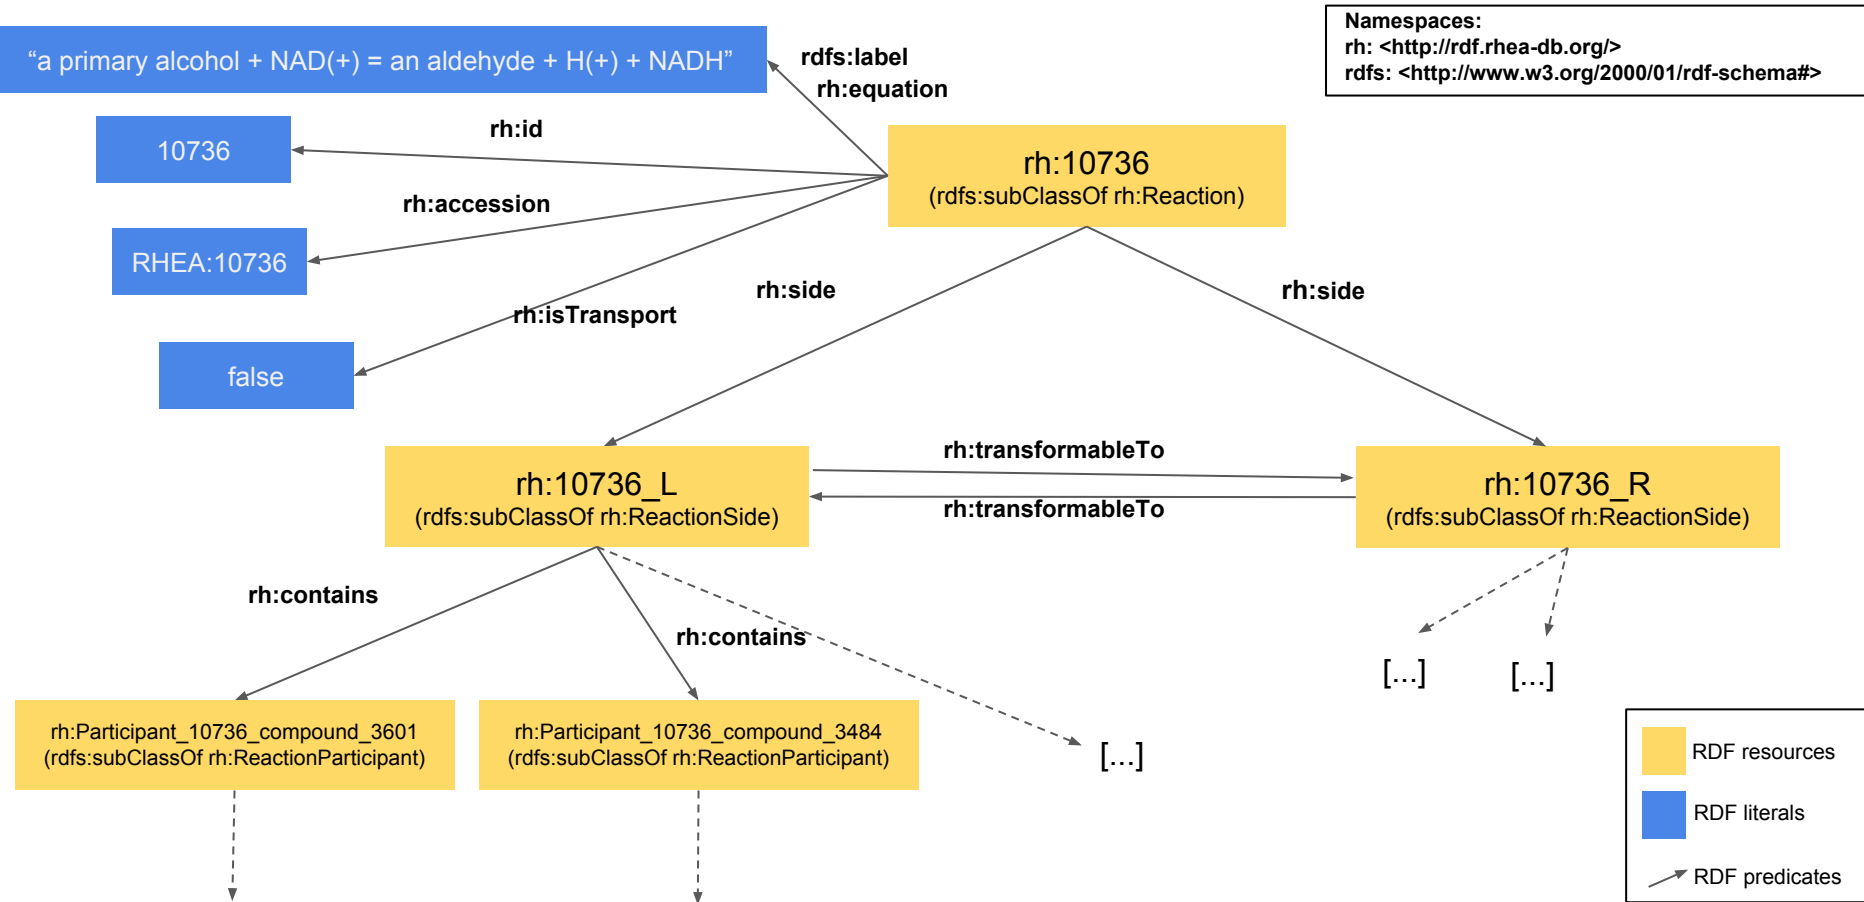 Namespaces:
rh: <http://rdf.rhea-db.org/>
rdfs: <http://www.w3.org/2000/01/rdf-schema#>
“a primary alcohol + NAD(+) = an aldehyde + H(+) + NADH”
rdfs:label
rh:equation
rh:id
10736
rh:10736
(rdfs:subClassOf rh:Reaction)
rh:accession
RHEA:10736
rh:side
rh:side
rh:isTransport
false
rh:transformableTo
rh:10736_L
(rdfs:subClassOf rh:ReactionSide)
rh:10736_R
(rdfs:subClassOf rh:ReactionSide)
rh:transformableTo
rh:contains
rh:contains
[...]
[...]
rh:Participant_10736_compound_3601
(rdfs:subClassOf rh:ReactionParticipant)
rh:Participant_10736_compound_3484
(rdfs:subClassOf rh:ReactionParticipant)
[...]
RDF resources
RDF literals
RDF predicates